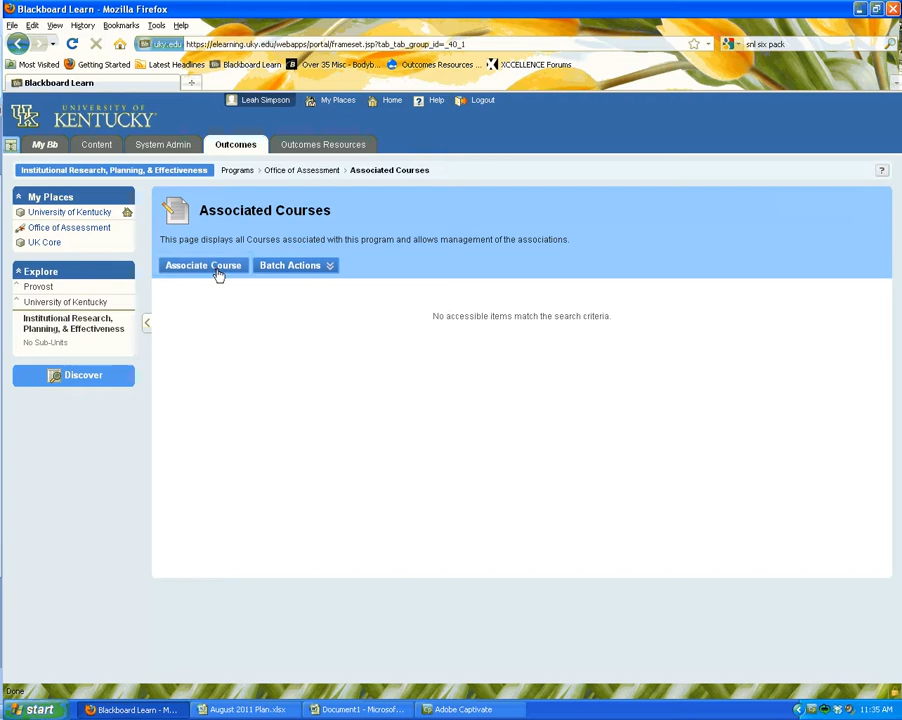 Blackboard Learn - Mozilla Firefox
File Edit View History Bookmarks Tools Help
uky.edu https://elearning.uky.edu/webapps/portal/frameset.jsp?tab_tab_group_id=_40_1 snl six pack
Most Visited Getting Started Latest Headlines Blackboard Learn Over 35 Misc - Bodyb... Outcomes Resources ... XCCELLENCE Forums
Blackboard Learn
Leah Simpson My Places Home Help Logout
UK UNIVERSITY OF
KENTUCKY
My Bb Content System Admin Outcomes Outcomes Resources
Institutional Research, Planning, & Effectiveness Programs > Office of Assessment > Associated Courses ?
My Places
University of Kentucky
Office of Assessment
UK Core
Explore
Provost
University of Kentucky
Institutional Research,
Planning, & Effectiveness
No Sub-Units
Discover
Associated Courses
This page displays all Courses associated with this program and allows management of the associations.
Associate Course Batch Actions
No accessible items match the search criteria.
Done
start Blackboard Learn - M... August 2011 Plan.xlsx Document1 - Microsof... Adobe Captivate 11:35 AM